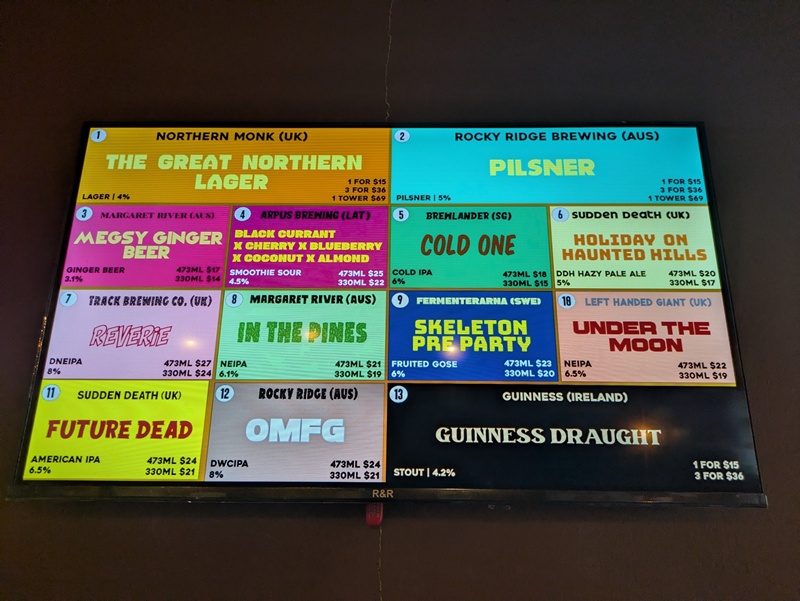 1
NORTHERN MONK (UK)
THE GREAT NORTHERN
LAGER
LAGER | 4%
1 FOR $15
3 FOR $36
1 TOWER $69
2
ROCKY RIDGE BREWING (AUS)
PILSNER
PILSNER | 5%
1 FOR $15
3 FOR $36
1 TOWER $69
3
MARGARET RIVER (AUS)
MEGSY GINGER
BEER
GINGER BEER
3.1%
473ML $17
330ML $14
4
ARPUS BREWING (LAT)
BLACK CURRANT
X CHERRY X BLUEBERRY
X COCONUT X ALMOND
SMOOTHIE SOUR
4.5%
473ML $25
330ML $22
5
BREWLANDER (SG)
COLD ONE
COLD IPA
6%
473ML $18
330ML $15
6
SUDDEN DEATH (UK)
HOLIDAY ON
HAUNTED HILLS
DDH HAZY PALE ALE
5%
473ML $20
330ML $17
7
TRACK BREWING CO. (UK)
REVERIE
DNEIPA
8%
473ML $27
330ML $24
8
MARGARET RIVER (AUS)
IN THE PINES
NEIPA
6.1%
473ML $21
330ML $19
9
FERMENTERARNA (SWE)
SKELETON
PRE PARTY
FRUITED GOSE
6%
473ML $23
330ML $20
10
LEFT HANDED GIANT (UK)
UNDER THE
MOON
NEIPA
6.5%
473ML $22
330ML $19
11
SUDDEN DEATH (UK)
FUTURE DEAD
AMERICAN IPA
6.5%
473ML $24
330ML $21
12
ROCKY RIDGE (AUS)
OMFG
DWCIPA
8%
473ML $24
330ML $21
13
GUINNESS (IRELAND)
GUINNESS DRAUGHT
STOUT | 4.2%
1 FOR $15
3 FOR $36
R&R